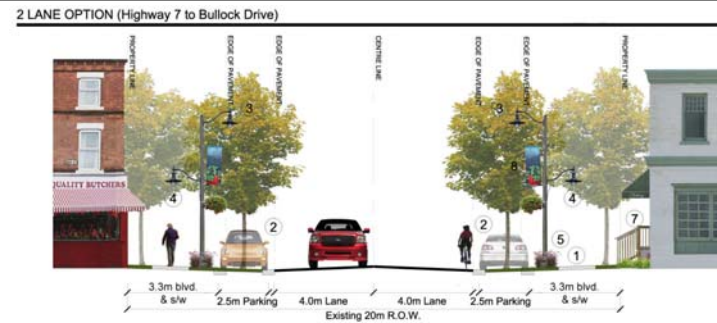 2 LANE OPTION (Highway 7 to Bullock Drive)
PROPERTY LINE
EDGE OF PAVEMENT
EDGE OF PAVEMENT
CENTRE LINE
EDGE OF PAVEMENT
EDGE OF PAVEMENT
PROPERTY LINE
3
3
8
4
4
QUALITY BUTCHERS
2
2
7
5
1
3.3m blvd.
& s/w
2.5m Parking
4.0m Lane
4.0m Lane
2.5m Parking
3.3m blvd.
& s/w
Existing 20m R.O.W.